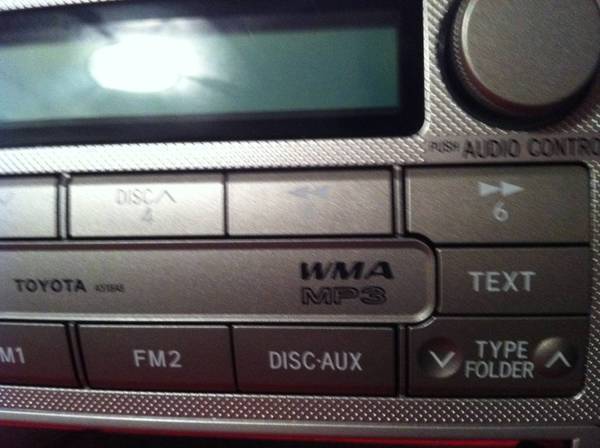 PUSH AUDIO CONTRO
DISC∧
4
6
TOYOTA
WMA
MP3
TEXT
M1
FM2
DISC·AUX
TYPE
FOLDER